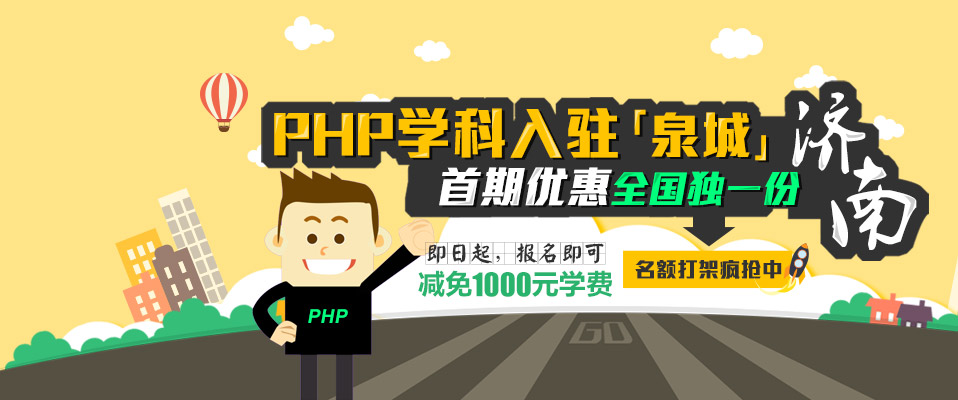 PHP学科入驻「泉城」济南
首期优惠全国独一份
即日起，报名即可
减免1000元学费
名额打架疯抢中
PHP
GO